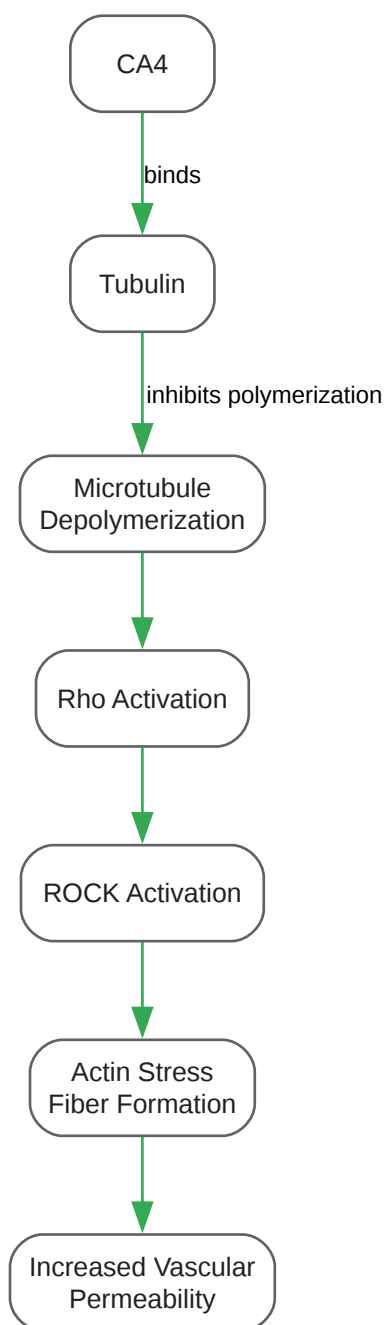 CA4
binds
Tubulin
inhibits polymerization
Microtubule
Depolymerization
Rho Activation
ROCK Activation
Actin Stress
Fiber Formation
Increased Vascular
Permeability